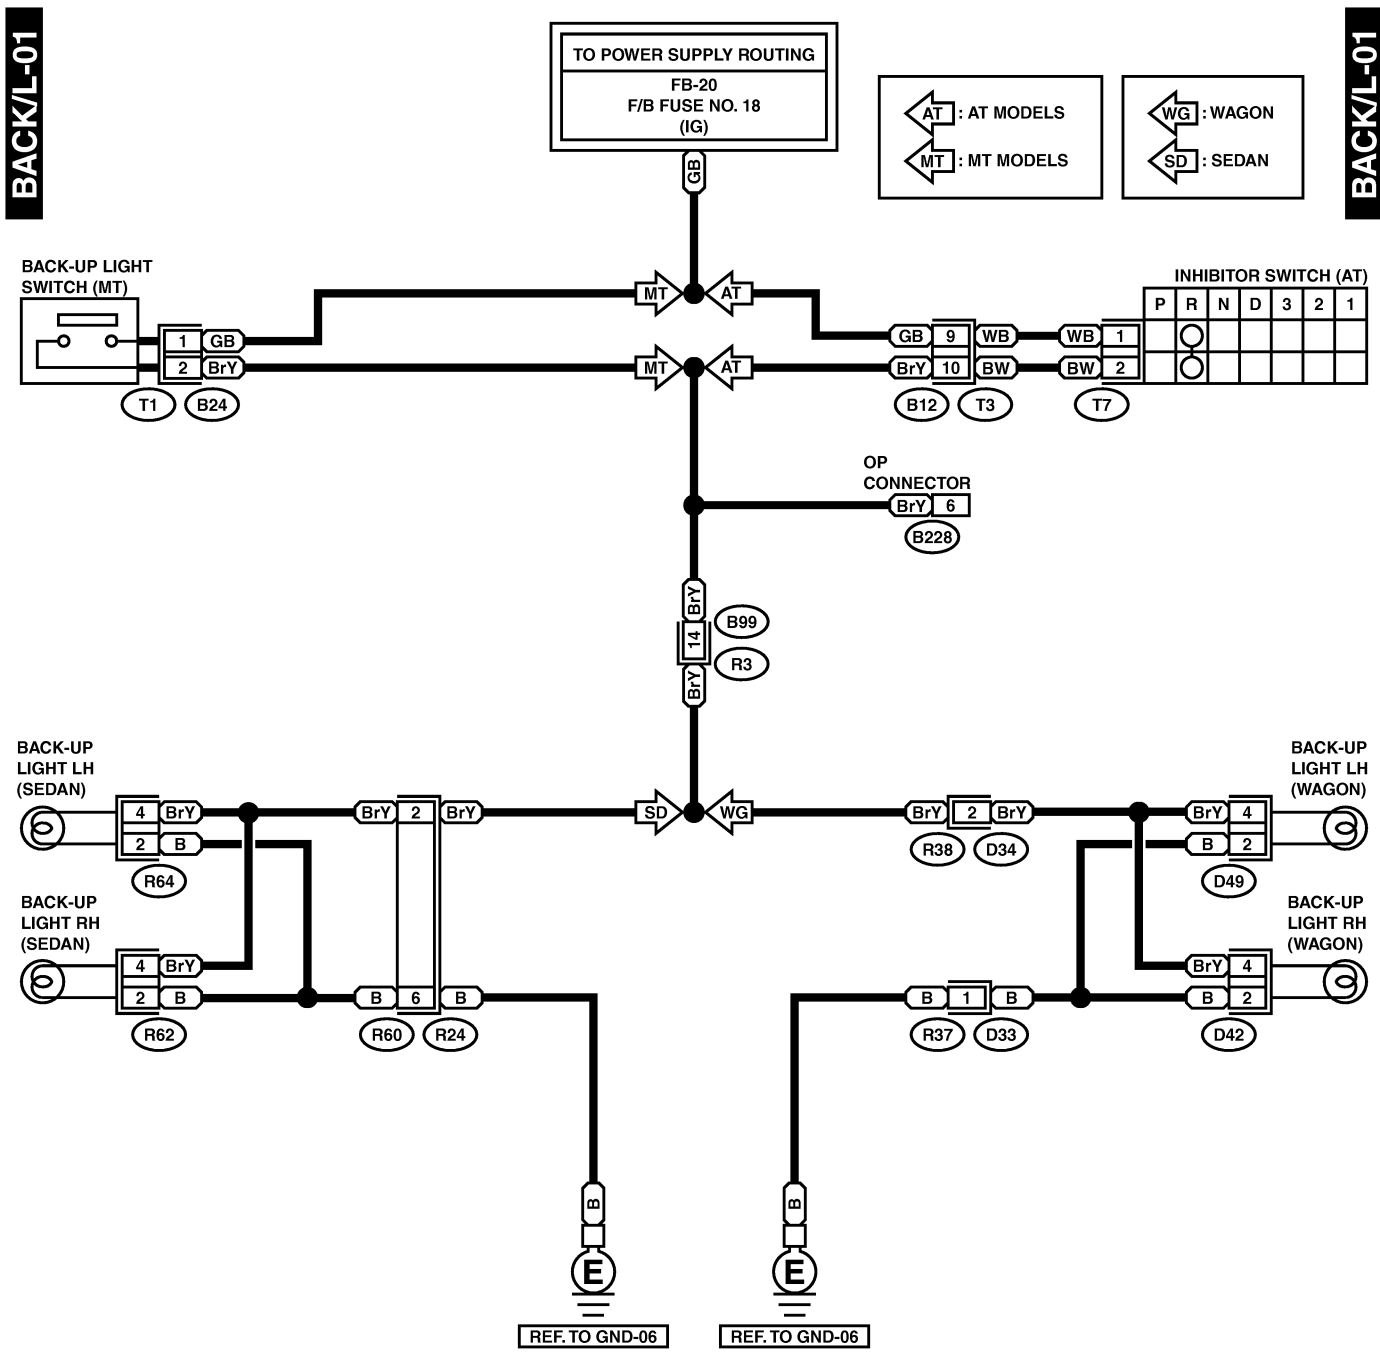 BACK/L-01
BACK/L-01
TO POWER SUPPLY ROUTING
FB-20
F/B FUSE NO. 18
(IG)
GB
AT : AT MODELS
MT : MT MODELS
WG : WAGON
SD : SEDAN
BACK-UP LIGHT
SWITCH (MT)
INHIBITOR SWITCH (AT)
P R N D 3 2 1
MT AT
1 GB
GB 9 WB WB 1
2 BrY
MT AT
BrY 10 BW BW 2
T1 B24
B12 T3 T7
OP
CONNECTOR
BrY 6
B228
BrY
B99
14
R3
BrY
BACK-UP
LIGHT LH
(SEDAN)
BACK-UP
LIGHT LH
(WAGON)
4 BrY BrY 2 BrY SD WG BrY 2 BrY BrY 4
2 B
B 2
R64
R38 D34
D49
BACK-UP
LIGHT RH
(SEDAN)
BACK-UP
LIGHT RH
(WAGON)
4 BrY
BrY 4
2 B B 6 B
B 1 B B 2
R62 R60 R24
R37 D33 D42
B B
E E
REF. TO GND-06
REF. TO GND-06